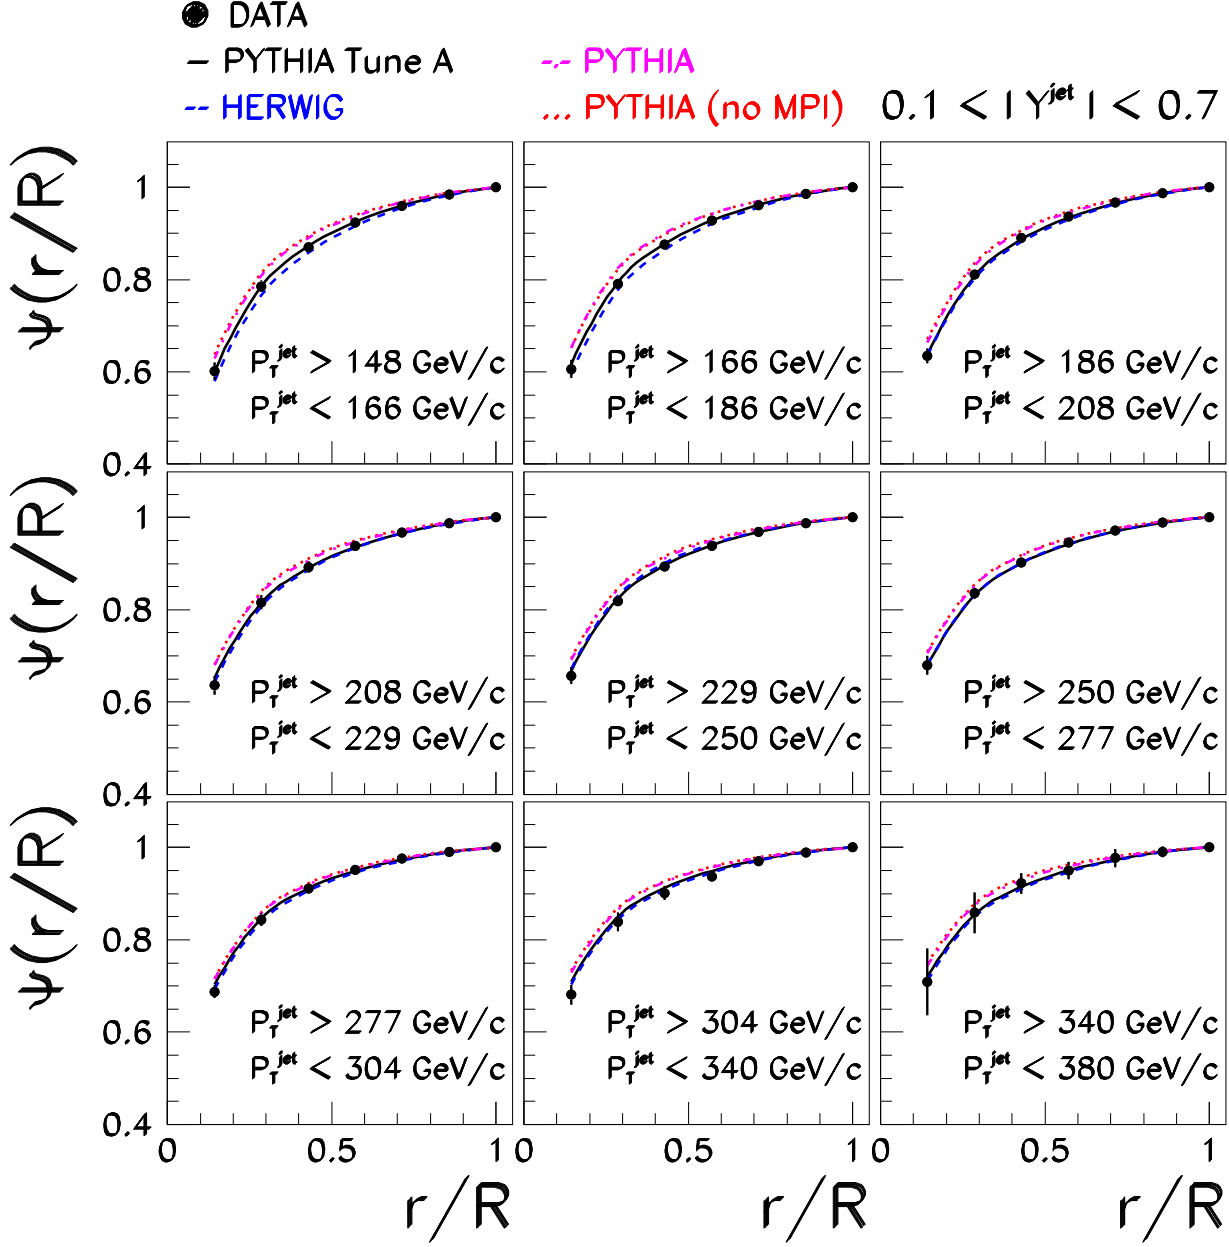 ● DATA
— PYTHIA Tune A
-·- PYTHIA
-- HERWIG
... PYTHIA (no MPI)
0.1 < | Y^jet | < 0.7
Ψ(r/R)
1
0.8
0.6
0.4
P_T^jet > 148 GeV/c
P_T^jet < 166 GeV/c
P_T^jet > 166 GeV/c
P_T^jet < 186 GeV/c
P_T^jet > 186 GeV/c
P_T^jet < 208 GeV/c
Ψ(r/R)
1
0.8
0.6
0.4
P_T^jet > 208 GeV/c
P_T^jet < 229 GeV/c
P_T^jet > 229 GeV/c
P_T^jet < 250 GeV/c
P_T^jet > 250 GeV/c
P_T^jet < 277 GeV/c
Ψ(r/R)
1
0.8
0.6
0.4
P_T^jet > 277 GeV/c
P_T^jet < 304 GeV/c
P_T^jet > 304 GeV/c
P_T^jet < 340 GeV/c
P_T^jet > 340 GeV/c
P_T^jet < 380 GeV/c
0 0.5 1 0 0.5 1 0 0.5 1
r/R r/R r/R